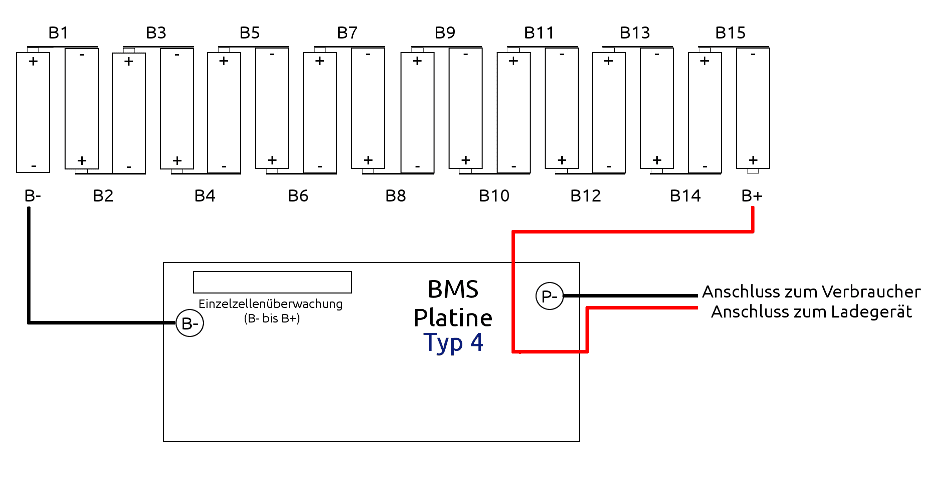 B1 B3 B5 B7 B9 B11 B13 B15
+ - + - + - + - + - + - + - + -
- + - + - + - + - + - + - + - +
B- B2 B4 B6 B8 B10 B12 B14 B+
BMS
Platine
Typ 4
Einzelzellenüberwachung
(B- bis B+)
B-
P-
Anschluss zum Verbraucher
Anschluss zum Ladegerät